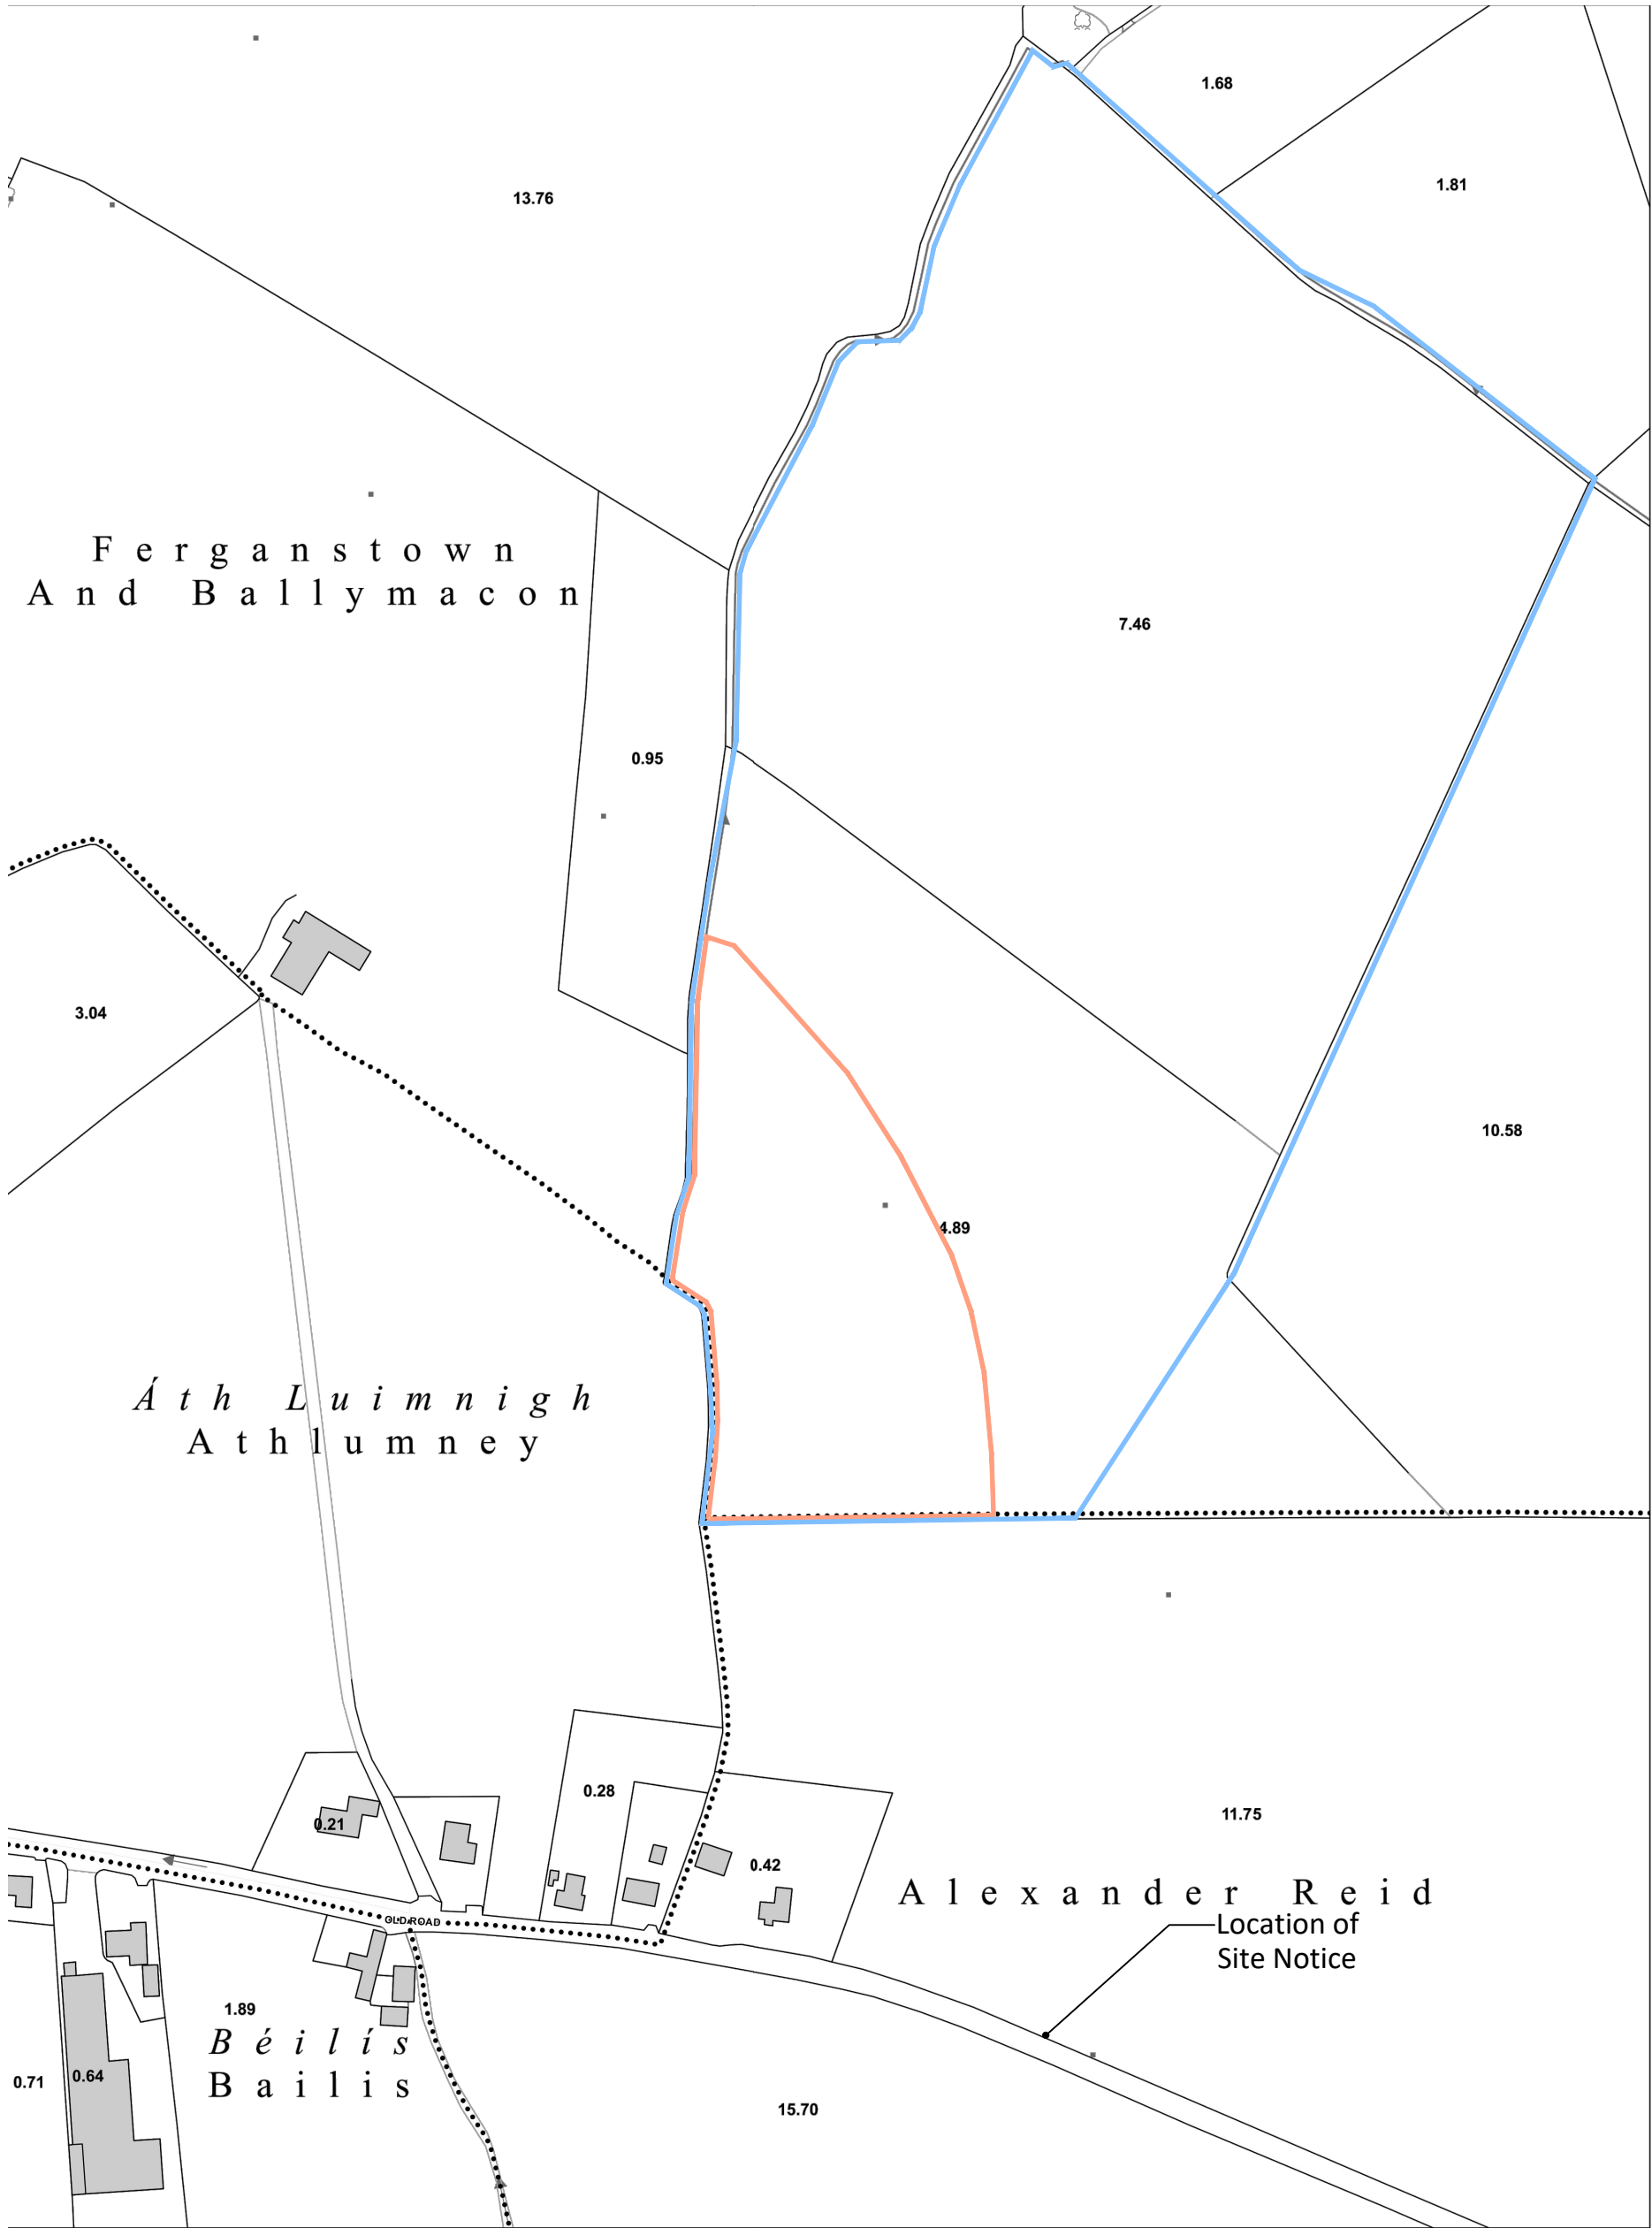 1.68
1.81
13.76
Ferganstown
And Ballymacon
7.46
0.95
3.04
10.58
4.89
Áth Luimnigh
Athlumney
0.28
0.21
11.75
0.42
Alexander Reid
OLD ROAD
Location of
Site Notice
1.89
Béilís
Bailis
0.71
0.64
15.70